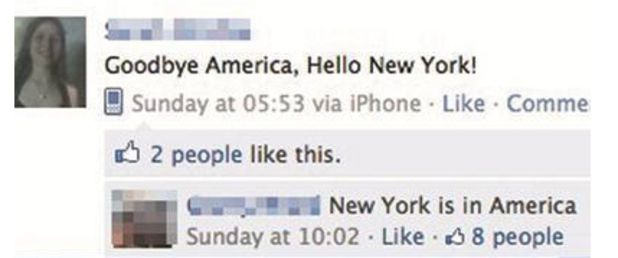 Goodbye America, Hello New York!
Sunday at 05:53 via iPhone · Like ·
2 people like this.
New York is in America
Sunday at 10:02 · Like · 8 people